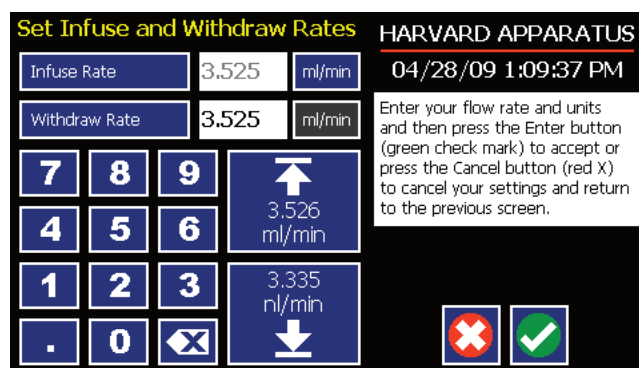 Set Infuse and Withdraw Rates
HARVARD APPARATUS
04/28/09 1:09:37 PM
Infuse Rate 3.525 ml/min
Withdraw Rate 3.525 ml/min
Enter your flow rate and units
and then press the Enter button
(green check mark) to accept or
press the Cancel button (red X)
to cancel your settings and return
to the previous screen.
7 8 9
3.526
ml/min
4 5 6
1 2 3
3.335
nl/min
. 0